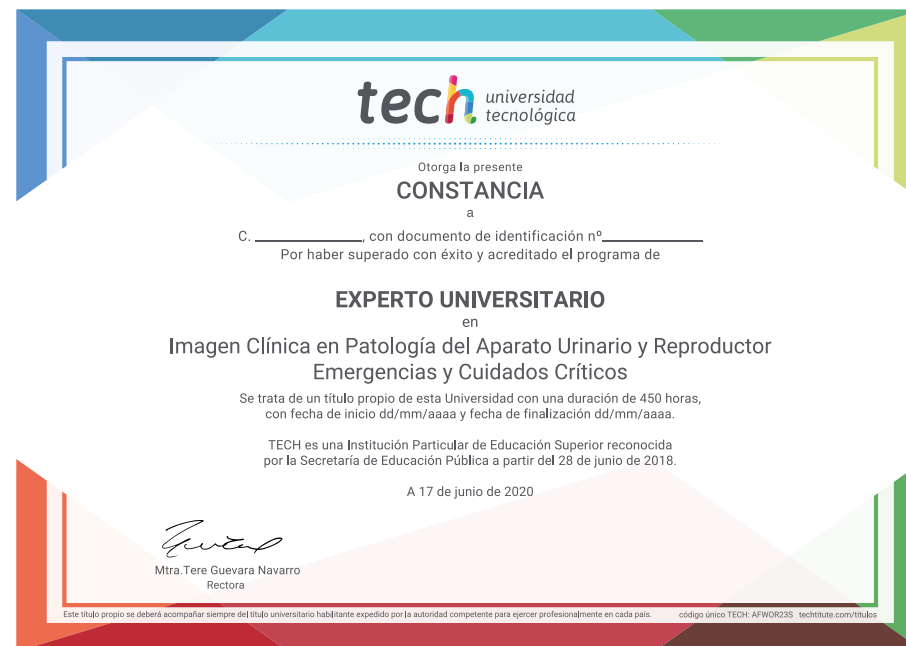 tech universidad
tecnológica
Otorga la presente
CONSTANCIA
a
C. ____________, con documento de identificación nº____________
Por haber superado con éxito y acreditado el programa de
EXPERTO UNIVERSITARIO
en
Imagen Clínica en Patología del Aparato Urinario y Reproductor
Emergencias y Cuidados Críticos
Se trata de un título propio de esta Universidad con una duración de 450 horas,
con fecha de inicio dd/mm/aaaa y fecha de finalización dd/mm/aaaa.
TECH es una Institución Particular de Educación Superior reconocida
por la Secretaría de Educación Pública a partir del 28 de junio de 2018.
A 17 de junio de 2020
Mtra.Tere Guevara Navarro
Rectora
Este título propio se deberá acompañar siempre del título universitario habilitante expedido por la autoridad competente para ejercer profesionalmente en cada país. código único TECH: AFWOR23S techtitute.com/titulos